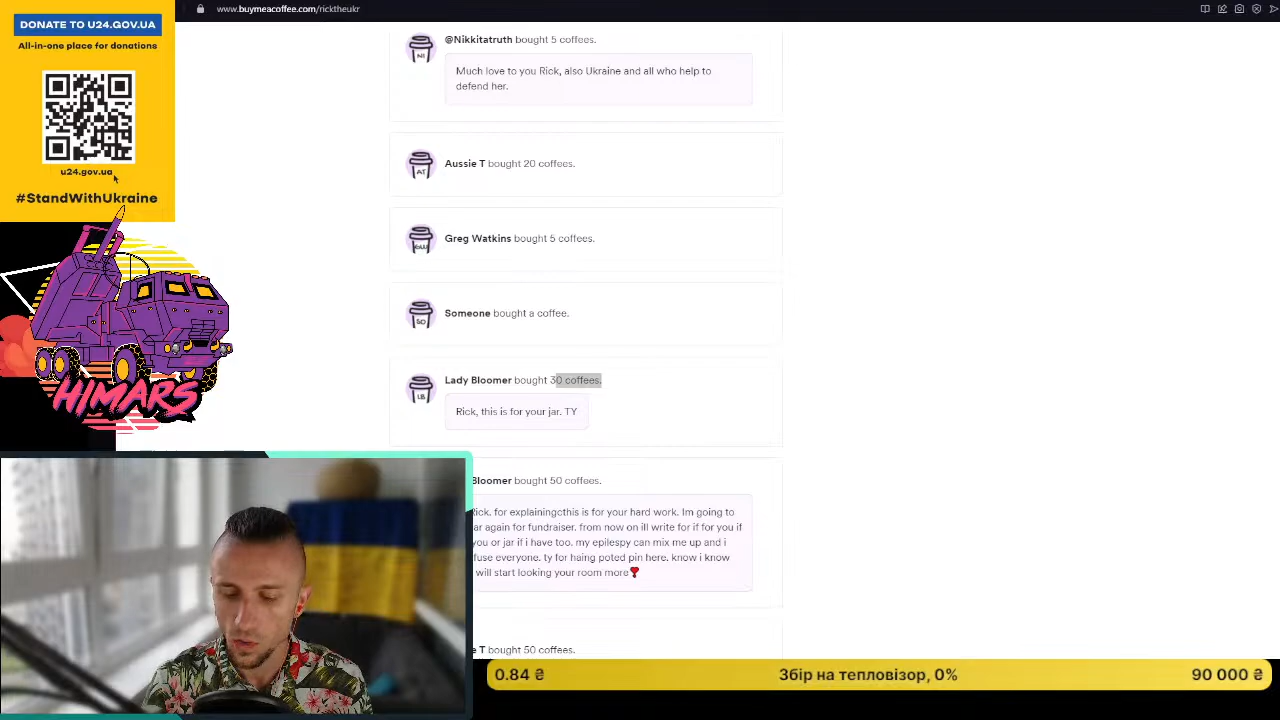 www.buymeacoffee.com/ricktheukr
DONATE TO U24.GOV.UA
All-in-one place for donations
u24.gov.ua
#StandWithUkraine
HIMARS
@Nikkitatruth bought 5 coffees.
Much love to you Rick, also Ukraine and all who help to
defend her.
AT
Aussie T bought 20 coffees.
Greg Watkins bought 5 coffees.
SO
Someone bought a coffee.
LB
Lady Bloomer bought 30 coffees.
Rick, this is for your jar. TY
Bloomer bought 50 coffees.
ick. for explainingcthis is for your hard work. Im going to
ar again for fundraiser. from now on ill write for if for you if
you or jar if i have too. my epilespy can mix me up and i
fuse everyone. ty for haing poted pin here. know i know
will start looking your room more
T bought 50 coffees.
0.84 ₴
Збір на тепловізор, 0%
90 000 ₴